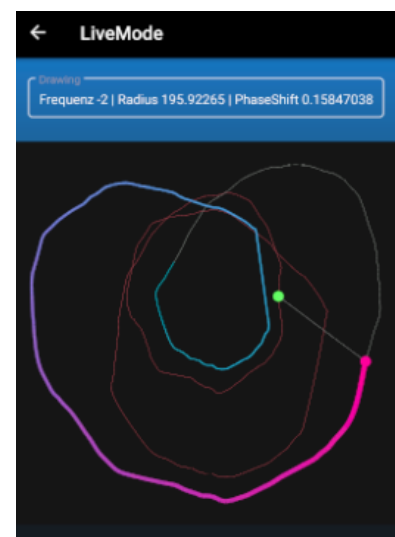 LiveMode
Drawing
Frequenz -2 | Radius 195.92265 | PhaseShift 0.15847038